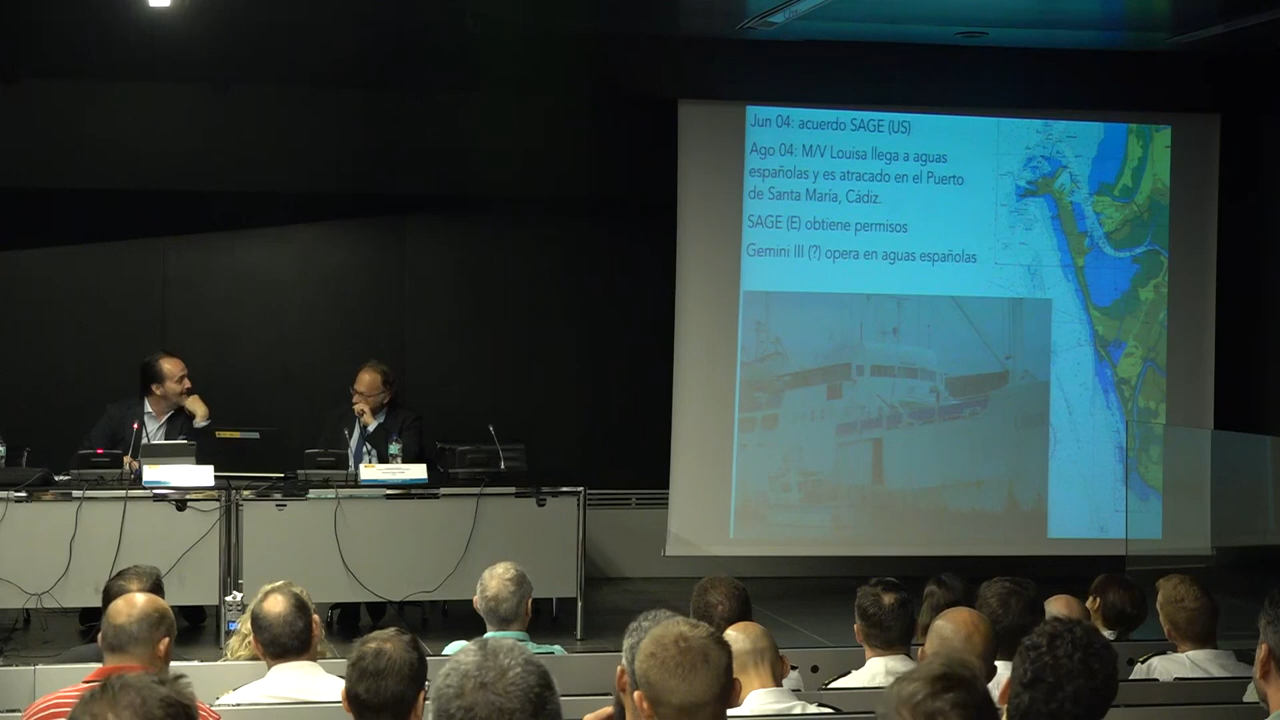 Jun 04: acuerdo SAGE (US)
Ago 04: M/V Louisa llega a aguas
españolas y es atracado en el Puerto
de Santa María, Cádiz.
SAGE (E) obtiene permisos
Gemini III (?) opera en aguas españolas